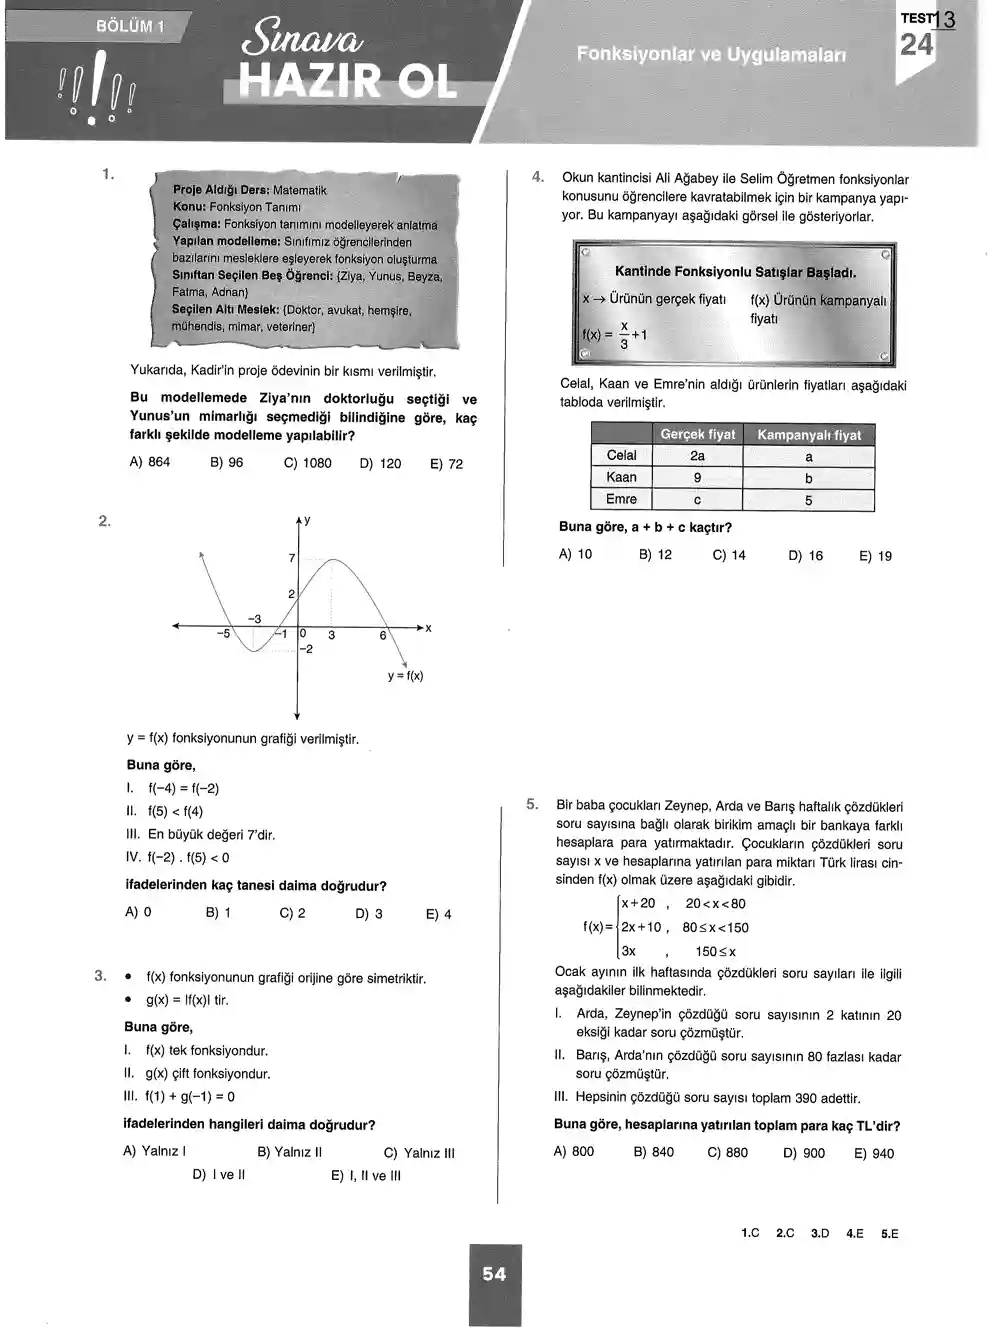 BÖLÜM 1
Sınava
HAZIR OL
Fonksiyonlar ve Uygulamaları
TEST13
24
1.
Proje Aldığı Ders: Matematik
Konu: Fonksiyon Tanımı
Çalışma: Fonksiyon tanımını modelleyerek anlatma
Yapılan modelleme: Sınıfımız öğrencilerinden
bazılarını mesleklere eşleyerek fonksiyon oluşturma
Sınıftan Seçilen Beş Öğrenci: {Ziya, Yunus, Beyza,
Fatma, Adnan}
Seçilen Altı Meslek: {Doktor, avukat, hemşire,
mühendis, mimar, veteriner}
Yukarıda, Kadir'in proje ödevinin bir kısmı verilmiştir.
Bu modellemede Ziya'nın doktorluğu seçtiği ve
Yunus'un mimarlığı seçmediği bilindiğine göre, kaç
farklı şekilde modelleme yapılabilir?
A) 864 B) 96 C) 1080 D) 120 E) 72
2.
y
7
2
-3
-5 -1 0 3 6 x
-2
y = f(x)
y = f(x) fonksiyonunun grafiği verilmiştir.
Buna göre,
I. f(-4) = f(-2)
II. f(5) < f(4)
III. En büyük değeri 7'dir.
IV. f(-2) . f(5) < 0
ifadelerinden kaç tanesi daima doğrudur?
A) 0 B) 1 C) 2 D) 3 E) 4
3. • f(x) fonksiyonunun grafiği orijine göre simetriktir.
• g(x) = lf(x)l tir.
Buna göre,
I. f(x) tek fonksiyondur.
II. g(x) çift fonksiyondur.
III. f(1) + g(-1) = 0
ifadelerinden hangileri daima doğrudur?
A) Yalnız I B) Yalnız II C) Yalnız III
D) I ve II E) I, II ve III
4. Okun kantincisi Ali Ağabey ile Selim Öğretmen fonksiyonlar
konusunu öğrencilere kavratabilmek için bir kampanya yapı-
yor. Bu kampanyayı aşağıdaki görsel ile gösteriyorlar.
Kantinde Fonksiyonlu Satışlar Başladı.
x → Ürünün gerçek fiyatı f(x) Ürünün kampanyalı
fiyatı
f(x) = x/3 +1
Celal, Kaan ve Emre'nin aldığı ürünlerin fiyatları aşağıdaki
tabloda verilmiştir.
Gerçek fiyat Kampanyalı fiyat
Celal 2a a
Kaan 9 b
Emre c 5
Buna göre, a + b + c kaçtır?
A) 10 B) 12 C) 14 D) 16 E) 19
5. Bir baba çocukları Zeynep, Arda ve Barış haftalık çözdükleri
soru sayısına bağlı olarak birikim amaçlı bir bankaya farklı
hesaplara para yatırmaktadır. Çocukların çözdükleri soru
sayısı x ve hesaplarına yatırılan para miktarı Türk lirası cin-
sinden f(x) olmak üzere aşağıdaki gibidir.
x+20 , 20<x<80
f(x)= 2x+10 , 80≤x<150
3x , 150≤x
Ocak ayının ilk haftasında çözdükleri soru sayıları ile ilgili
aşağıdakiler bilinmektedir.
I. Arda, Zeynep'in çözdüğü soru sayısının 2 katının 20
eksiği kadar soru çözmüştür.
II. Barış, Arda'nın çözdüğü soru sayısının 80 fazlası kadar
soru çözmüştür.
III. Hepsinin çözdüğü soru sayısı toplam 390 adettir.
Buna göre, hesaplarına yatırılan toplam para kaç TL'dir?
A) 800 B) 840 C) 880 D) 900 E) 940
1.C 2.C 3.D 4.E 5.E
54